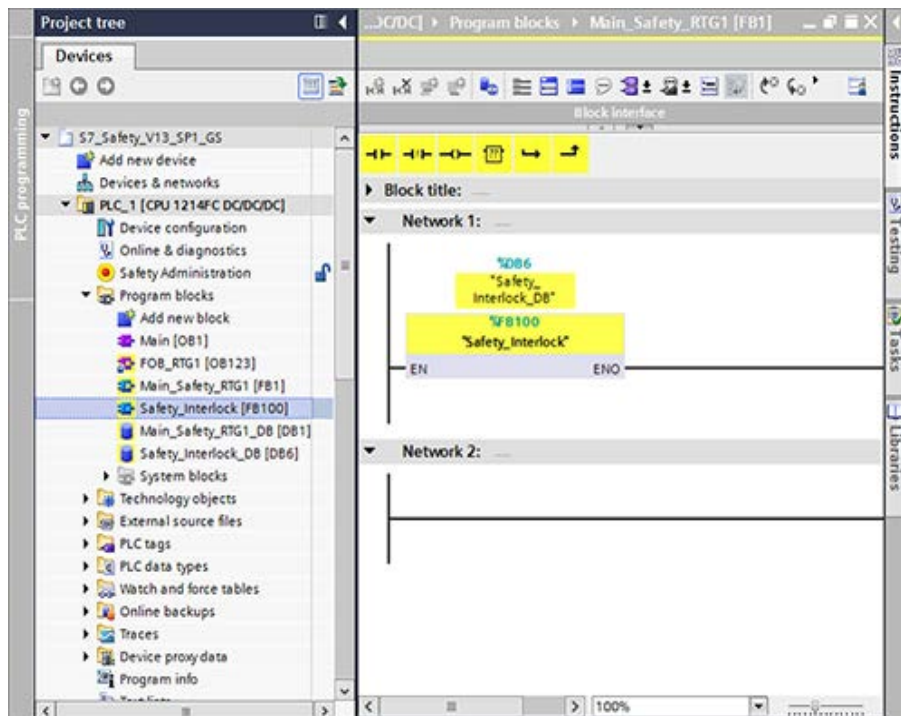 Project tree
Devices
PLC programming
S7_Safety_V13_SP1_GS
Add new device
Devices & networks
PLC_1 [CPU 1214FC DC/DC/DC]
Device configuration
Online & diagnostics
Safety Administration
Program blocks
Add new block
Main [OB1]
FOB_RTG1 [OB123]
Main_Safety_RTG1 [FB1]
Safety_Interlock [FB100]
Main_Safety_RTG1_DB [DB1]
Safety_Interlock_DB [DB6]
System blocks
Technology objects
External source files
PLC tags
PLC data types
Watch and force tables
Online backups
Traces
Device proxy data
Program info
...DC/DC] Program blocks Main_Safety_RTG1 [FB1]
Block interface
Block title: ....
Network 1: ....
%DB6
"Safety_
Interlock_DB"
%FB100
"Safety_Interlock"
EN ENO
Network 2: ....
100%
Instructions
Testing
Tasks
Libraries